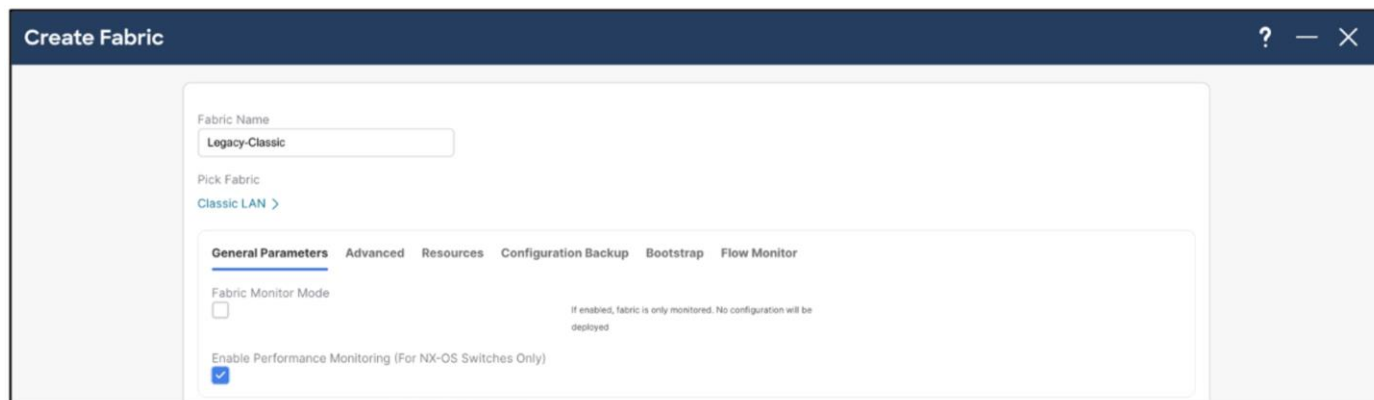 Create Fabric
Fabric Name
Legacy-Classic
Pick Fabric
Classic LAN
General Parameters Advanced Resources Configuration Backup Bootstrap Flow Monitor
Fabric Monitor Mode
If enabled, fabric is only monitored. No configuration will be
deployed
Enable Performance Monitoring (For NX-OS Switches Only)